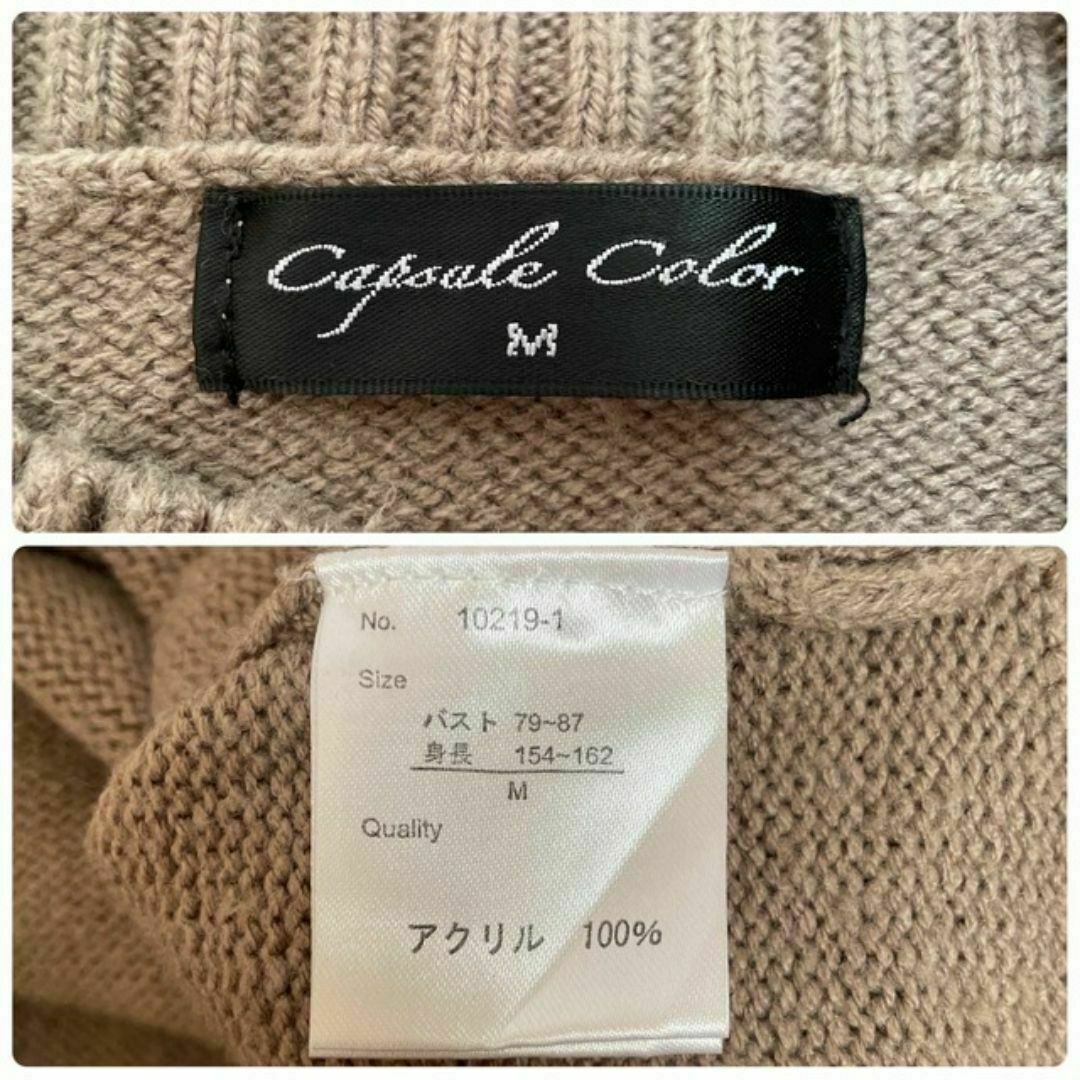 Capsule Color
M
No. 10219-1
Size
バスト 79~87
身長 154~162
M
Quality
アクリル 100%